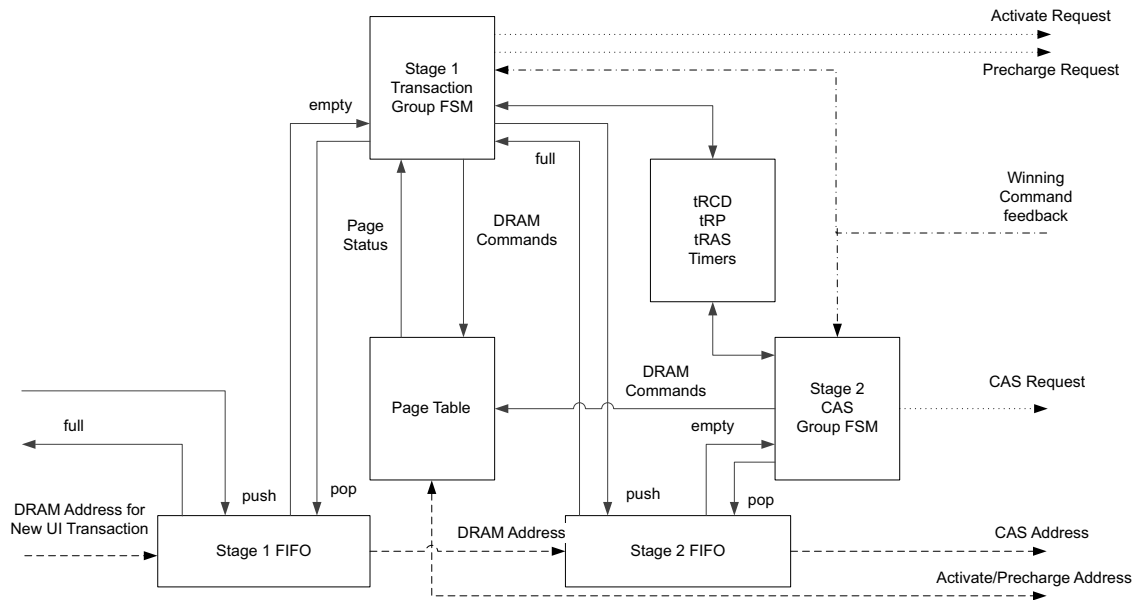 Activate Request
Precharge Request
Stage 1
Transaction
Group FSM
empty
full
Page
Status
DRAM
Commands
tRCD
tRP
tRAS
Timers
Winning
Command
feedback
DRAM
Commands
Page Table
Stage 2
CAS
Group FSM
CAS Request
full
empty
push
pop
push
pop
DRAM Address for
New UI Transaction
Stage 1 FIFO
DRAM Address
Stage 2 FIFO
CAS Address
Activate/Precharge Address